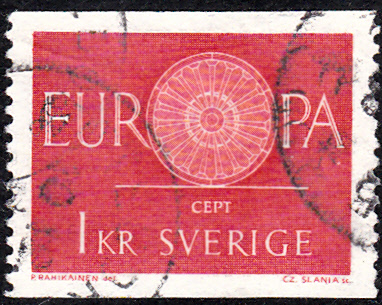 EUROPA
CEPT
1 KR SVERIGE
P. RAHIKAINEN del. CZ. SLANIA sc.